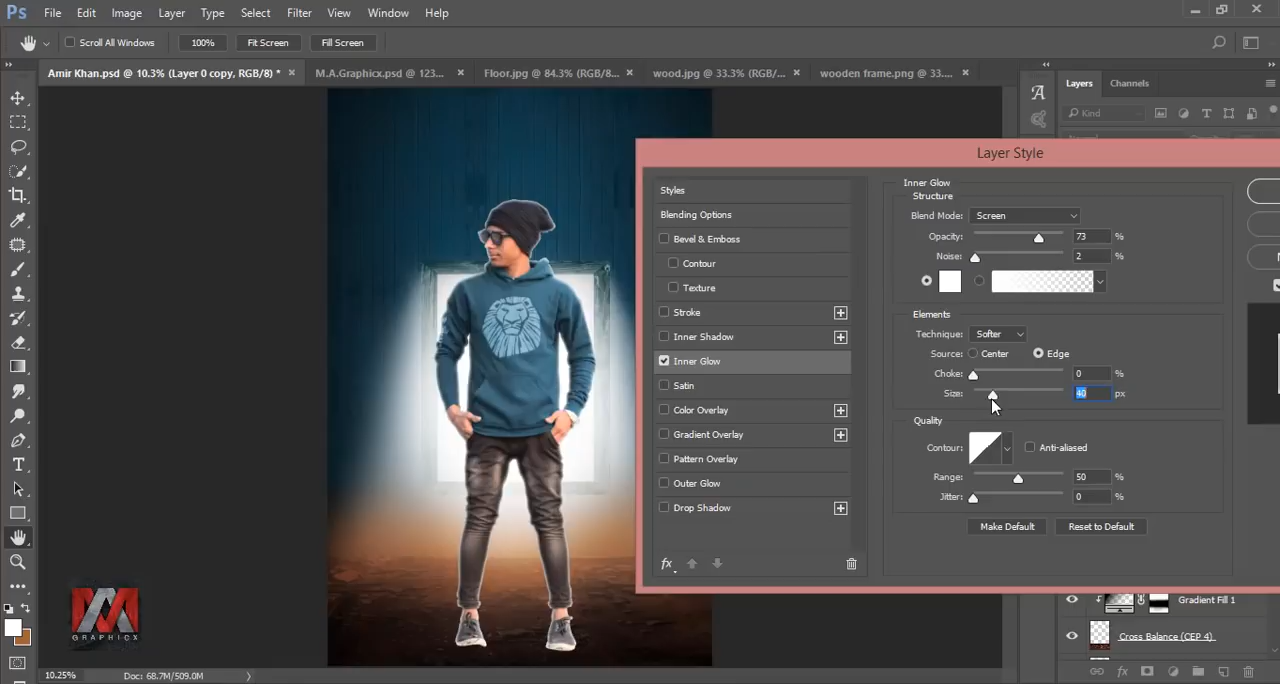 Ps File Edit Image Layer Type Select Filter View Window Help
Scroll All Windows 100% Fit Screen Fill Screen
Amir Khan.psd @ 10.3% (Layer 0 copy, RGB/8) * × M.A.Graphicx.psd @ 123... × Floor.jpg @ 84.3% (RGB/8... × wood.jpg @ 33.3% (RGB/... × wooden frame.png @ 33.... ×
Layers Channels
Kind
Layer Style
Styles
Blending Options
Bevel & Emboss
Contour
Texture
Stroke
Inner Shadow
Inner Glow
Satin
Color Overlay
Gradient Overlay
Pattern Overlay
Outer Glow
Drop Shadow
fx
Inner Glow
Structure
Blend Mode: Screen
Opacity: 73 %
Noise: 2 %
Elements
Technique: Softer
Source: Center Edge
Choke: 0 %
Size: 40 px
Quality
Contour: Anti-aliased
Range: 50 %
Jitter: 0 %
Make Default Reset to Default
Gradient Fill 1
Cross Balance (CEP 4)
fx
GRAPHICX
10.25% Doc: 68.7M/509.0M